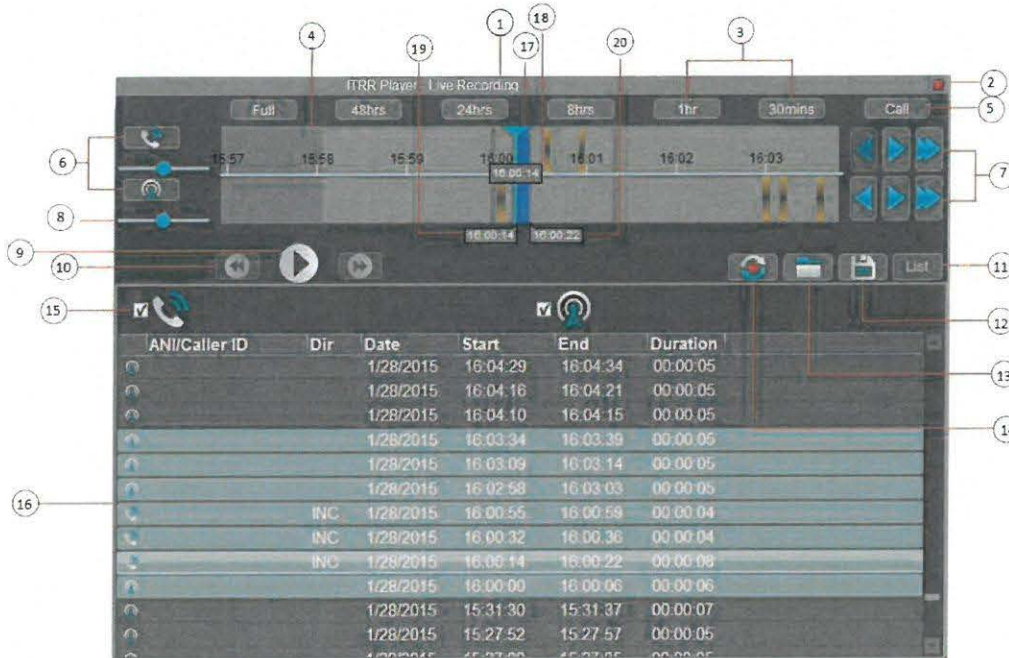 1
18
4
19
17
20
3
ITRR Player - Live Recording
2
Full 48hrs 24hrs 8hrs 1hr 30mins Call
5
6
15:57 15:58 15:59 16:00 16:01 16:02 16:03
16:00:14
7
8
16:00:14 16:00:22
9
10
List
11
15
12
ANI/Caller ID Dir Date Start End Duration
1/28/2015 16:04:29 16:04:34 00:00:05
13
1/28/2015 16:04:16 16:04:21 00:00:05
1/28/2015 16:04:10 16:04:15 00:00:05
14
1/28/2015 16:03:34 16:03:39 00:00:05
1/28/2015 16:03:09 16:03:14 00:00:05
1/28/2015 16:02:58 16:03:03 00:00:05
16
INC 1/28/2015 16:00:55 16:00:59 00:00:04
INC 1/28/2015 16:00:32 16:00:36 00:00:04
INC 1/28/2015 16:00:14 16:00:22 00:00:08
1/28/2015 16:00:00 16:00:06 00:00:06
1/28/2015 15:31:30 15:31:37 00:00:07
1/28/2015 15:27:52 15:27:57 00:00:05